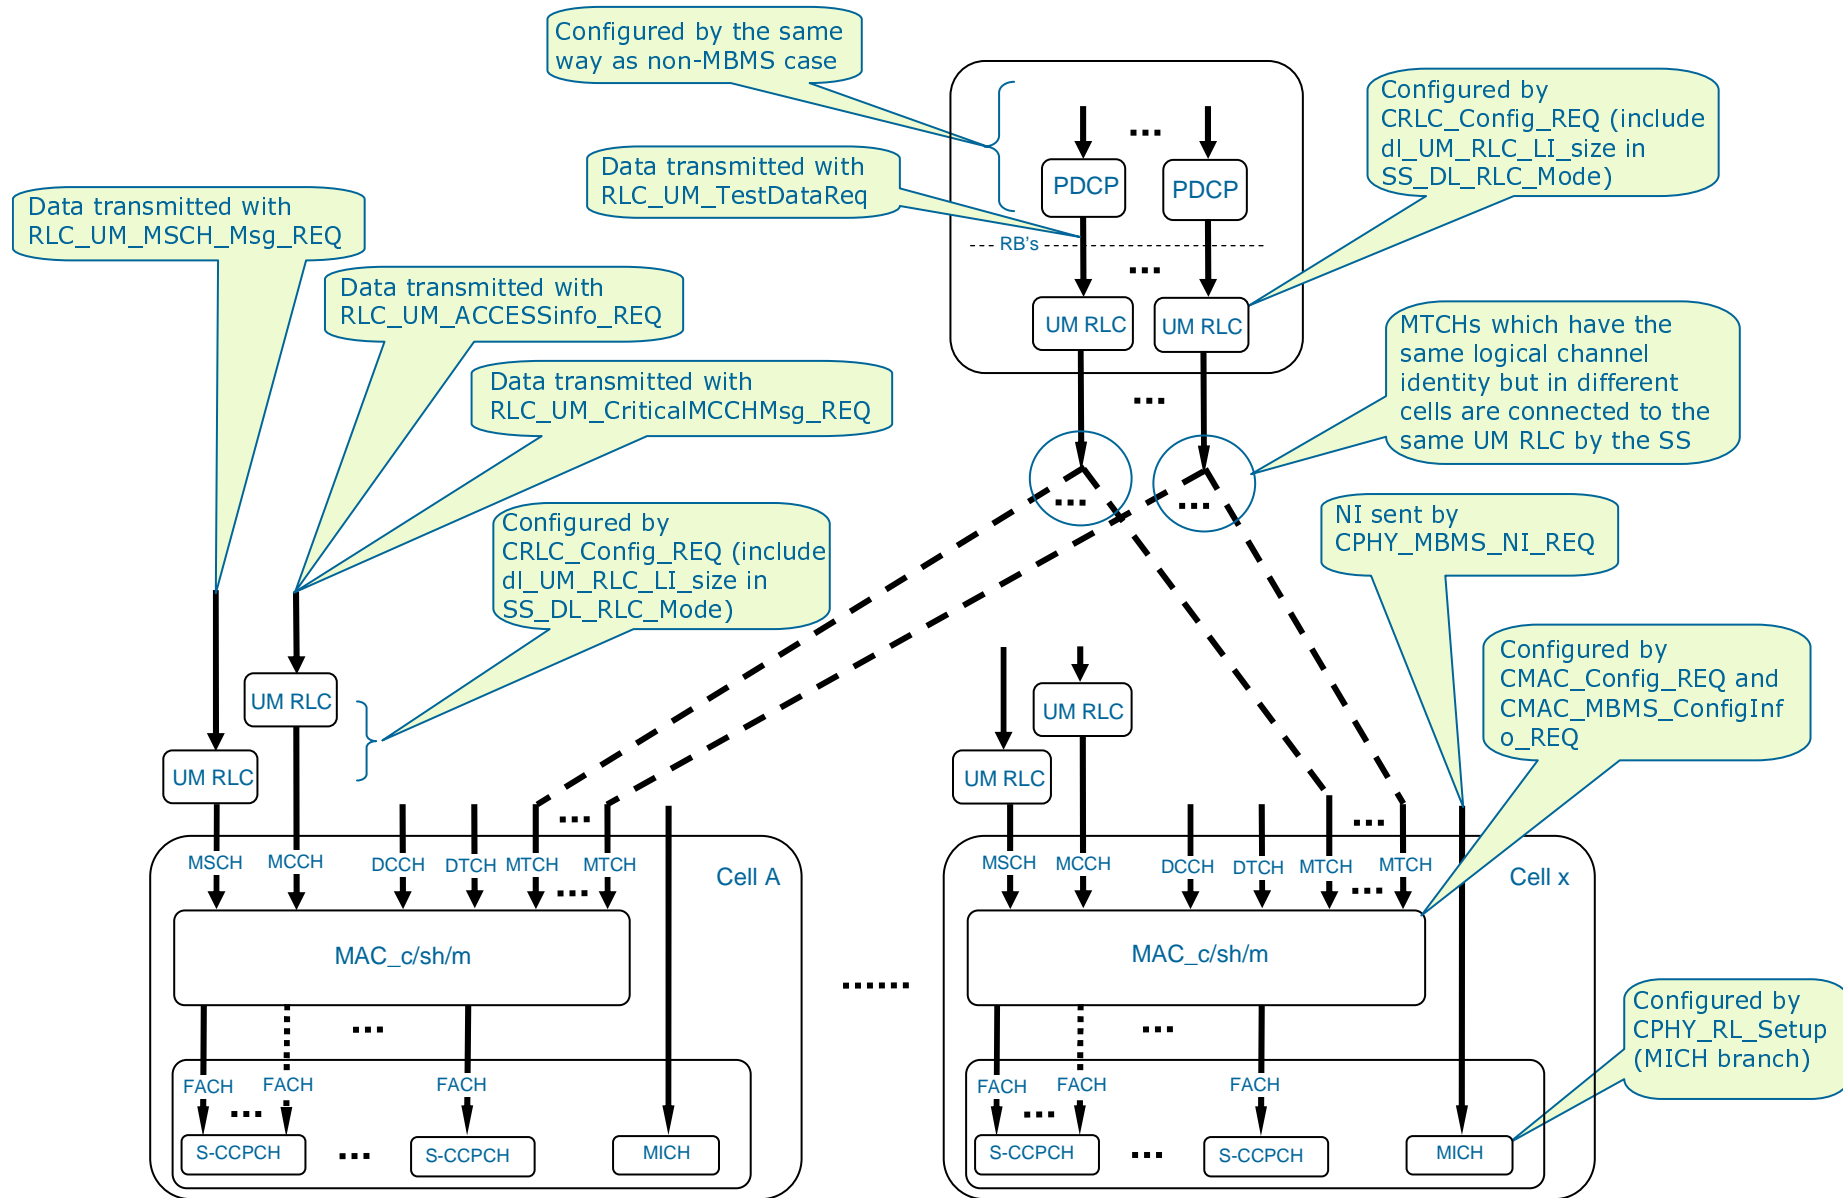 Configured by the same
way as non-MBMS case
Configured by
CRLC_Config_REQ (include
dl_UM_RLC_LI_size in
SS_DL_RLC_Mode)
Data transmitted with
RLC_UM_TestDataReq
PDCP
PDCP
Data transmitted with
RLC_UM_MSCH_Msg_REQ
RB's
Data transmitted with
RLC_UM_ACCESSinfo_REQ
UM RLC
UM RLC
MTCHs which have the
same logical channel
identity but in different
cells are connected to the
same UM RLC by the SS
Data transmitted with
RLC_UM_CriticalMCCHMsg_REQ
Configured by
CRLC_Config_REQ (include
dl_UM_RLC_LI_size in
SS_DL_RLC_Mode)
NI sent by
CPHY_MBMS_NI_REQ
Configured by
CMAC_Config_REQ and
CMAC_MBMS_ConfigInf
o_REQ
UM RLC
UM RLC
UM RLC
UM RLC
MSCH
MCCH
DCCH
DTCH
MTCH
MTCH
Cell A
MSCH
MCCH
DCCH
DTCH
MTCH
MTCH
Cell x
MAC_c/sh/m
MAC_c/sh/m
Configured by
CPHY_RL_Setup
(MICH branch)
FACH
FACH
FACH
FACH
FACH
FACH
S-CCPCH
S-CCPCH
MICH
S-CCPCH
S-CCPCH
MICH